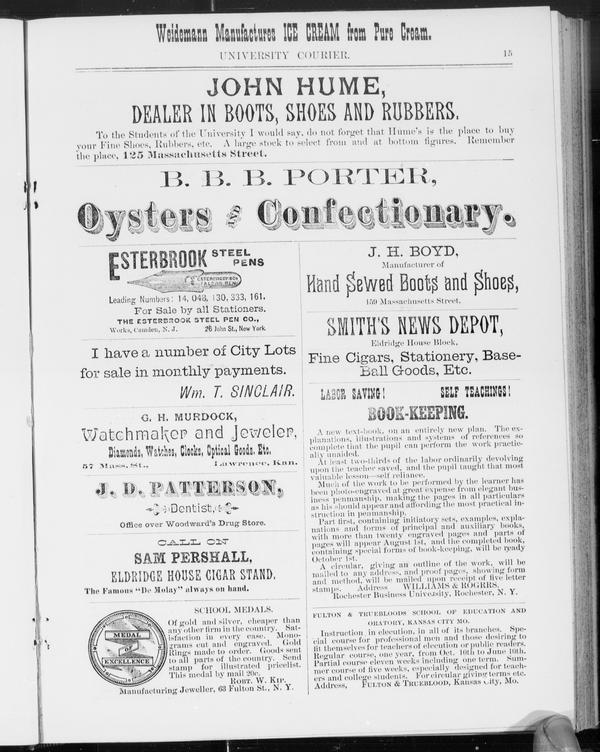 Weidemann Manufactures ICE CREAM from Pure Cream.
UNIVERSITY COURIER. 15
JOHN HUME,
DEALER IN BOOTS, SHOES AND RUBBERS.
To the Students of the University I would say, do not forget that Hume's is the place to buy
your Fine Shoes, Rubbers, etc. A large stock to select from and at bottom figures. Remember
the place, 125 Massachusetts Street.
B. B. B. PORTER,
Oysters and Confectionary.
ESTERBROOK STEEL
PENS
ESTERBROOK & CO
FALCON PEN
Leading Numbers: 14, 048, 130, 333, 161.
For Sale by all Stationers.
THE ESTERBROOK STEEL PEN CO.,
Works, Camden, N. J. 26 John St., New York.
I have a number of City Lots
for sale in monthly payments.
Wm. T. SINCLAIR.
G. H. MURDOCK,
Watchmaker and Jeweler,
Diamonds, Watches, Clocks, Optical Goods, Etc.
57 Mass. St., Lawrence, Kan.
J. D. PATTERSON,
Dentist,
Office over Woodward's Drug Store.
CALL ON
SAM PERSHALL,
ELDRIDGE HOUSE CIGAR STAND.
The Famous "De Molay" always on hand.
SCHOOL MEDALS.
MEDAL
OF
EXCELLENCE
Of gold and silver, cheaper than
any other firm in the country. Sat-
isfaction in every case. Mono-
grams cut and engraved. Gold
Rings made to order. Goods sent
to all parts of the country. Send
stamp for illustrated pricelist.
This medal by mail 20c.
ROBT. W. KIP,
Manufacturing Jeweller, 63 Fulton St., N. Y.
J. H. BOYD,
Manufacturer of
Hand Sewed Boots and Shoes,
159 Massachusetts Street.
SMITH'S NEWS DEPOT,
Eldridge House Block,
Fine Cigars, Stationery, Base-
Ball Goods, Etc.
LABOR SAVING! SELF TEACHINGS!
BOOK-KEEPING.
A new text-book, on an entirely new plan. The ex-
planations, illustrations and systems of references so
complete that the pupil can perform the work practic-
ally unaided.
At least two-thirds of the labor ordinarily devolving
upon the teacher saved, and the pupil taught that most
valuable lesson—self reliance.
Much of the work to be performed by the learner has
been photo-engraved at great expense from elegant bus-
iness penmanship, making the pages in all particulars
as his should appear and affording the most practical in-
struction in penmanship.
Part first, containing initiatory sets, examples, expla-
nations and forms of principal and auxiliary books,
with more than twenty engraved pages and parts of
pages will appear August 1st, and the completed book,
containing special forms of book-keeping, will be ready
October 1st.
A circular, giving an outline of the work, will be
mailed to any address, and proof pages, showing form
and method, will be mailed upon receipt of five letter
stamps. Address WILLIAMS & ROGERS,
Rochester Business University, Rochester, N. Y.
FULTON & TRUEBLOODS SCHOOL OF EDUCATION AND
ORATORY, KANSAS CITY MO.
Instruction in elecution, in all of its branches. Spe-
cial course for professional men and those desiring to
fit themselves for teachers of elecution or public readers.
Regular course, one year, from Oct. 16th to June 16th.
Partial course eleven weeks including one term. Sum-
mer course of five weeks, especially designed for teach-
ers and college students. For circular giving terms etc.
Address, FULTON & TRUEBLOOD, Kansas City, Mo.